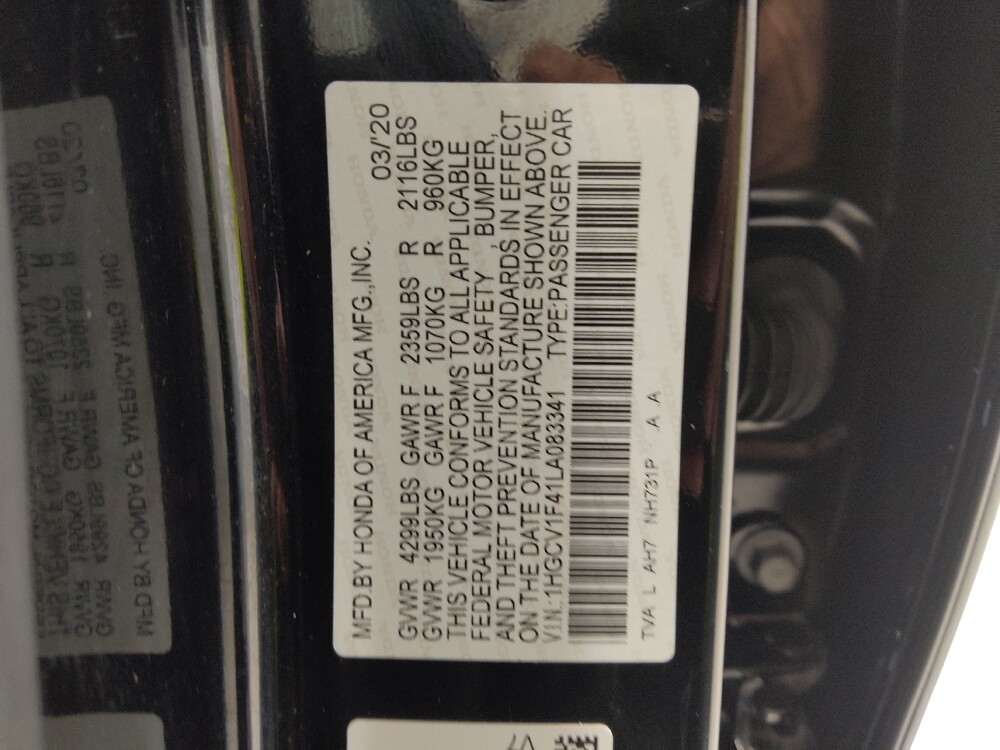 MFD.BY HONDA OF AMERICA MFG.,INC. 03/'20
GVWR 4299LBS GAWR F 2359LBS R 2116LBS
GVWR 1950KG GAWR F 1070KG R 960KG
THIS VEHICLE CONFORMS TO ALL APPLICABLE
FEDERAL MOTOR VEHICLE SAFETY , BUMPER,
AND THEFT PREVENTION STANDARDS IN EFFECT
ON THE DATE OF MANUFACTURE SHOWN ABOVE.
V.I.N.:1HGCV1F41LA083341 TYPE:PASSENGER CAR
TVA L AH7 NH731P A A